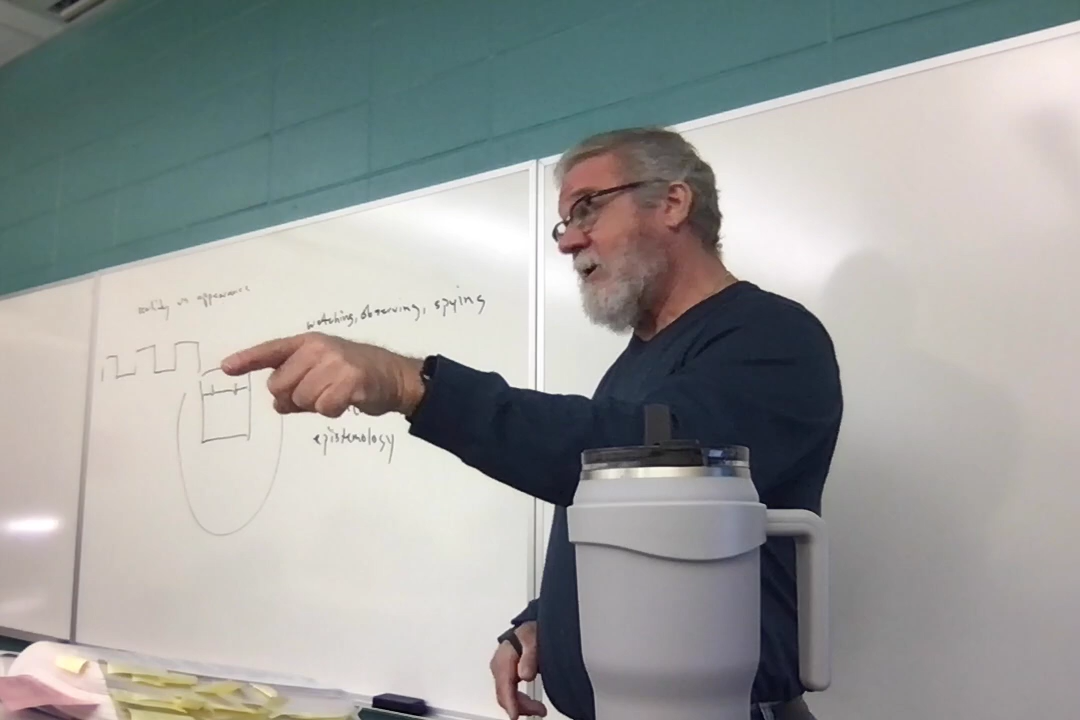 reality vs appearance
watching, observing, spying
epistemology